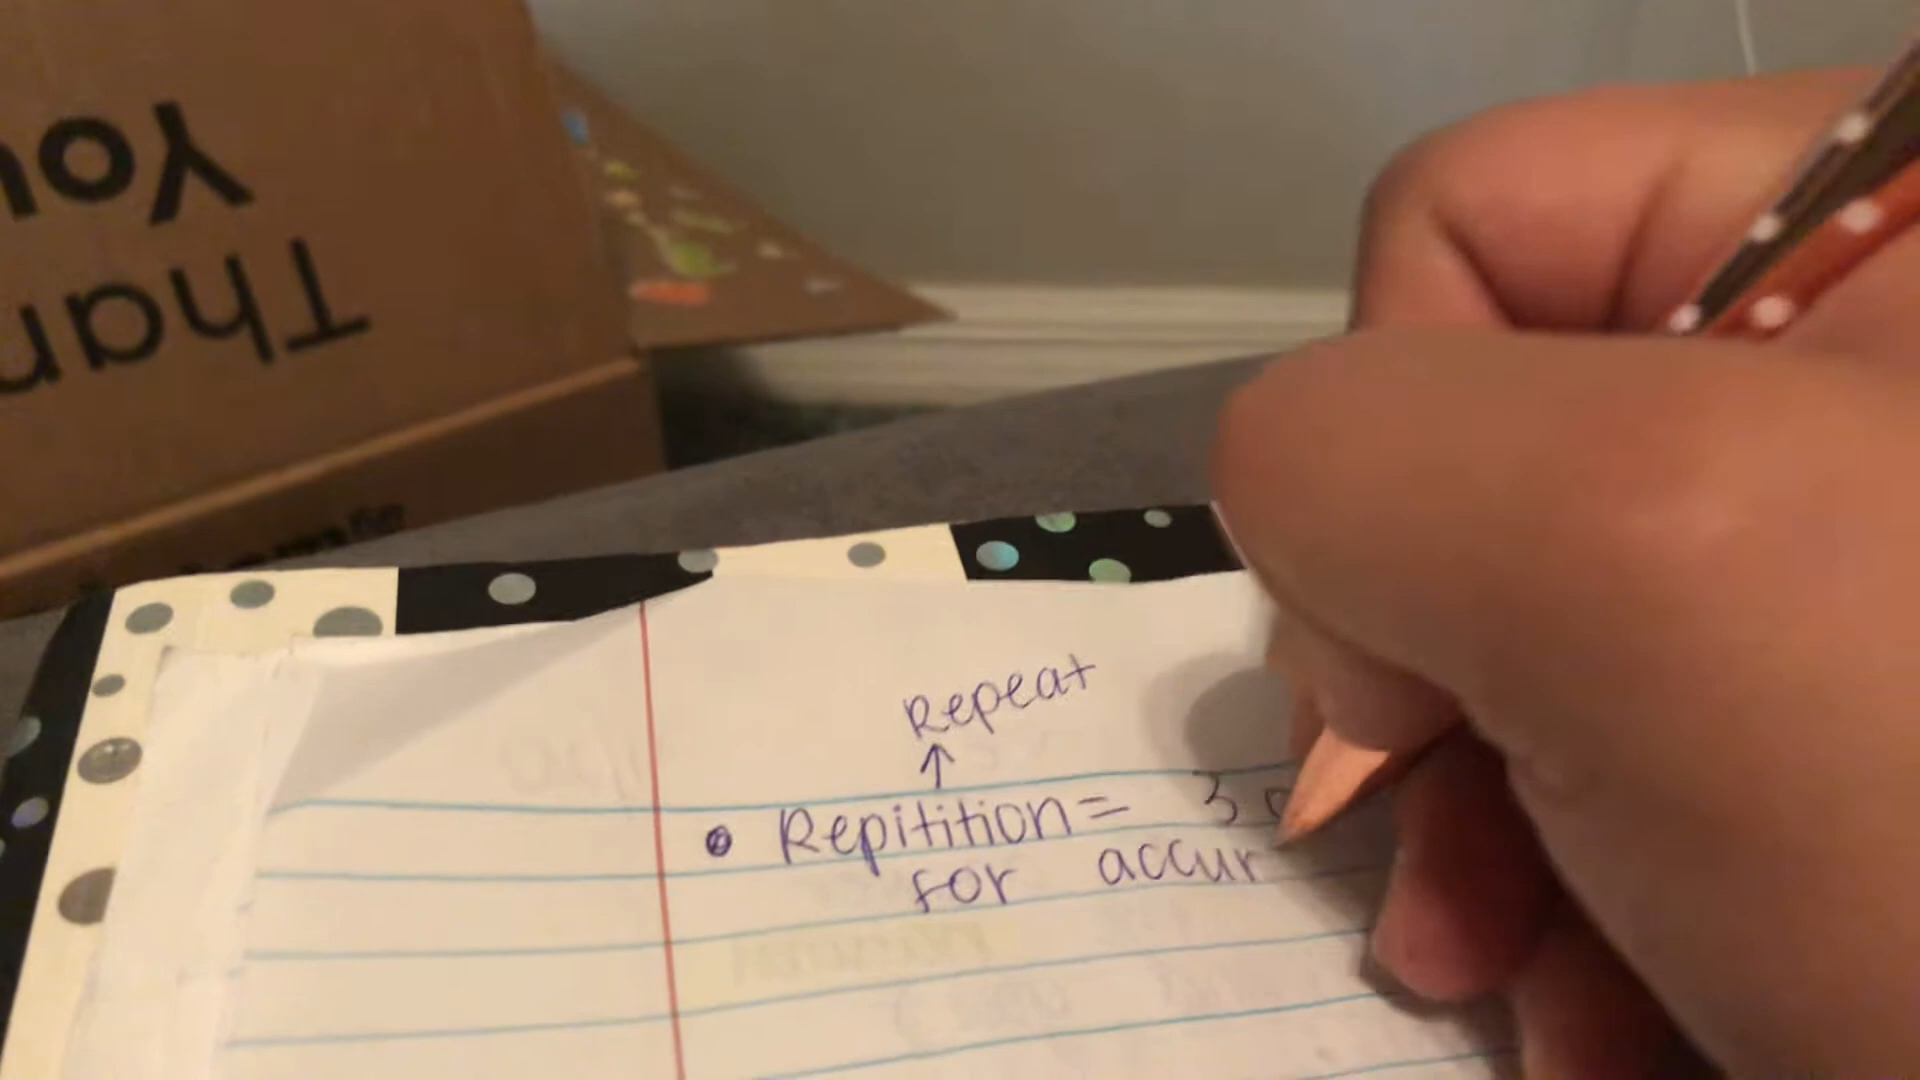 Than
You
Repeat
↑
• Repitition = 3
for accur